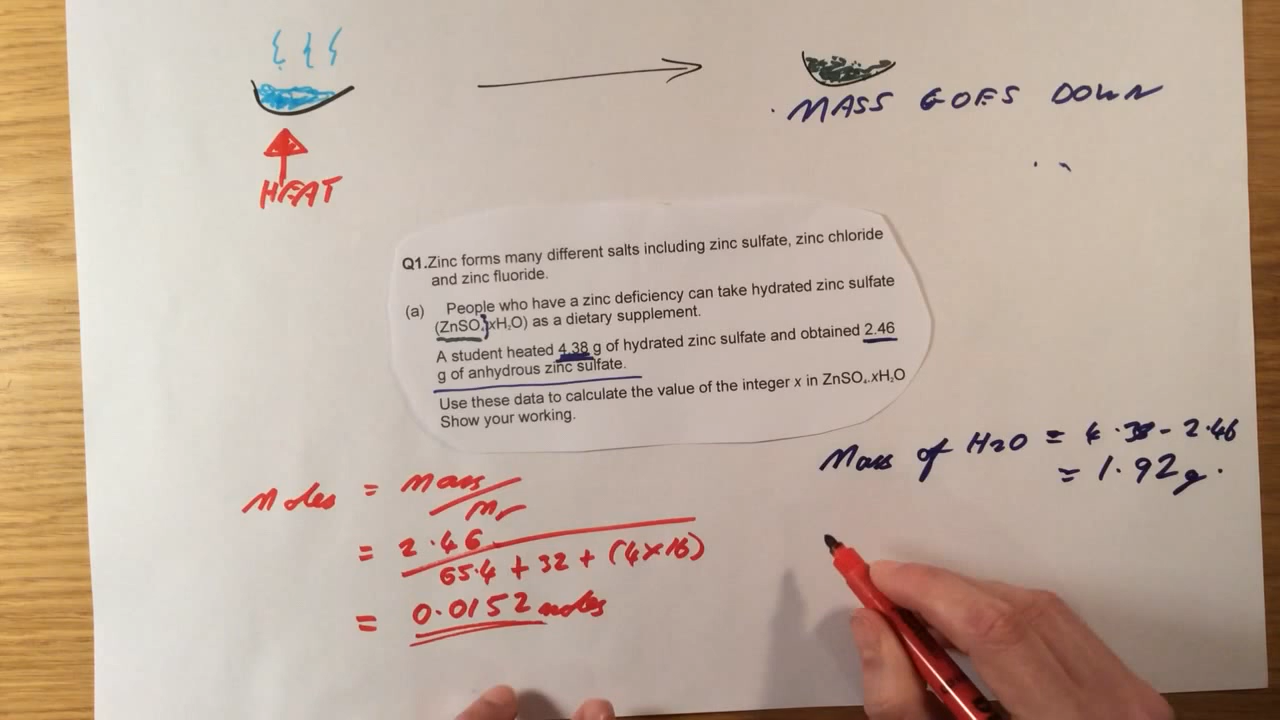 HEAT
. MASS GOES DOWN
Q1.Zinc forms many different salts including zinc sulfate, zinc chloride
and zinc fluoride.
(a) People who have a zinc deficiency can take hydrated zinc sulfate
(ZnSO₄.xH₂O) as a dietary supplement.
A student heated 4.38 g of hydrated zinc sulfate and obtained 2.46
g of anhydrous zinc sulfate.
Use these data to calculate the value of the integer x in ZnSO₄.xH₂O
Show your working.
Moles = Mass / Mr
= 2.46 / 65.4 + 32 + (4x16)
= 0.0152 moles
Mass of H2O = 4.38 - 2.46
= 1.92g.